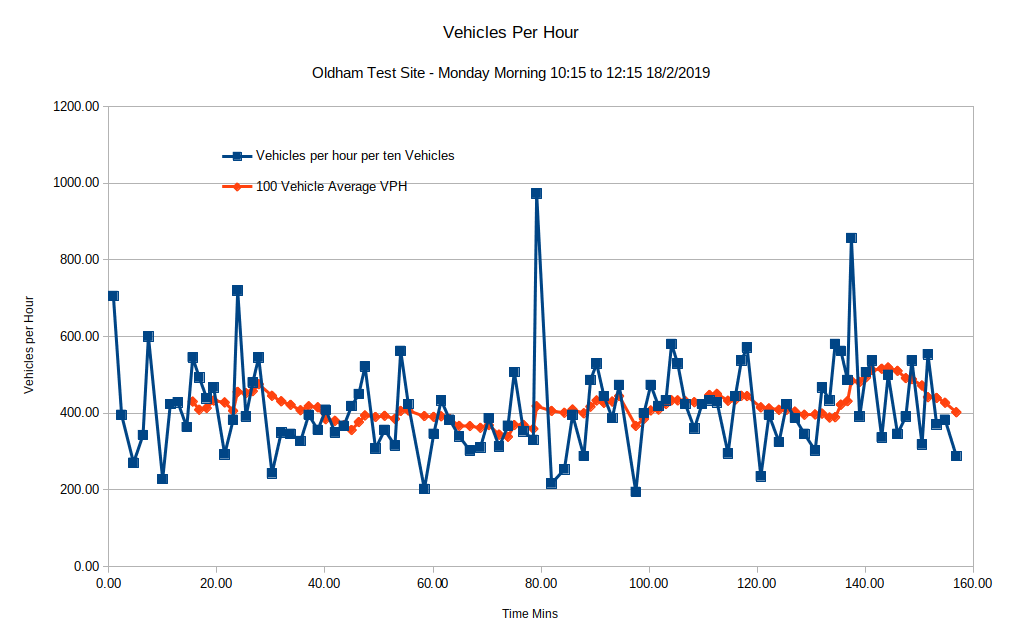 Vehicles Per Hour
Oldham Test Site - Monday Morning 10:15 to 12:15 18/2/2019
1200.00
1000.00
800.00
600.00
400.00
200.00
0.00
Vehicles per Hour
Vehicles per hour per ten Vehicles
100 Vehicle Average VPH
0.00 20.00 40.00 60.00 80.00 100.00 120.00 140.00 160.00
Time Mins